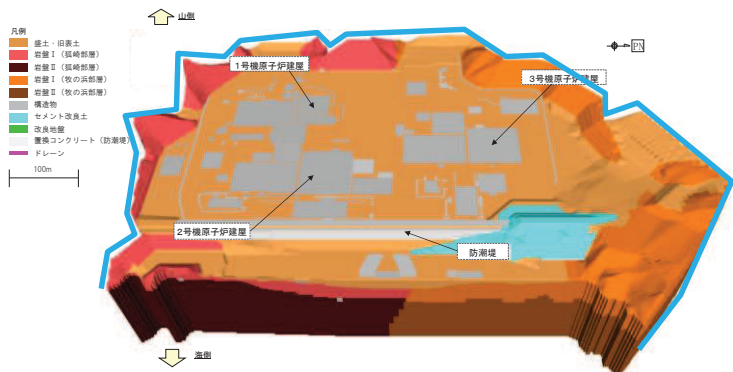 山側
凡例
盛土・旧表土
岩盤Ⅰ（狐崎部層）
岩盤Ⅱ（狐崎部層）
岩盤Ⅰ（牧の浜部層）
岩盤Ⅱ（牧の浜部層）
構造物
セメント改良土
改良地盤
置換コンクリート（防潮堤）
ドレーン
100m
1号機原子炉建屋
3号機原子炉建屋
PN
2号機原子炉建屋
防潮堤
海側